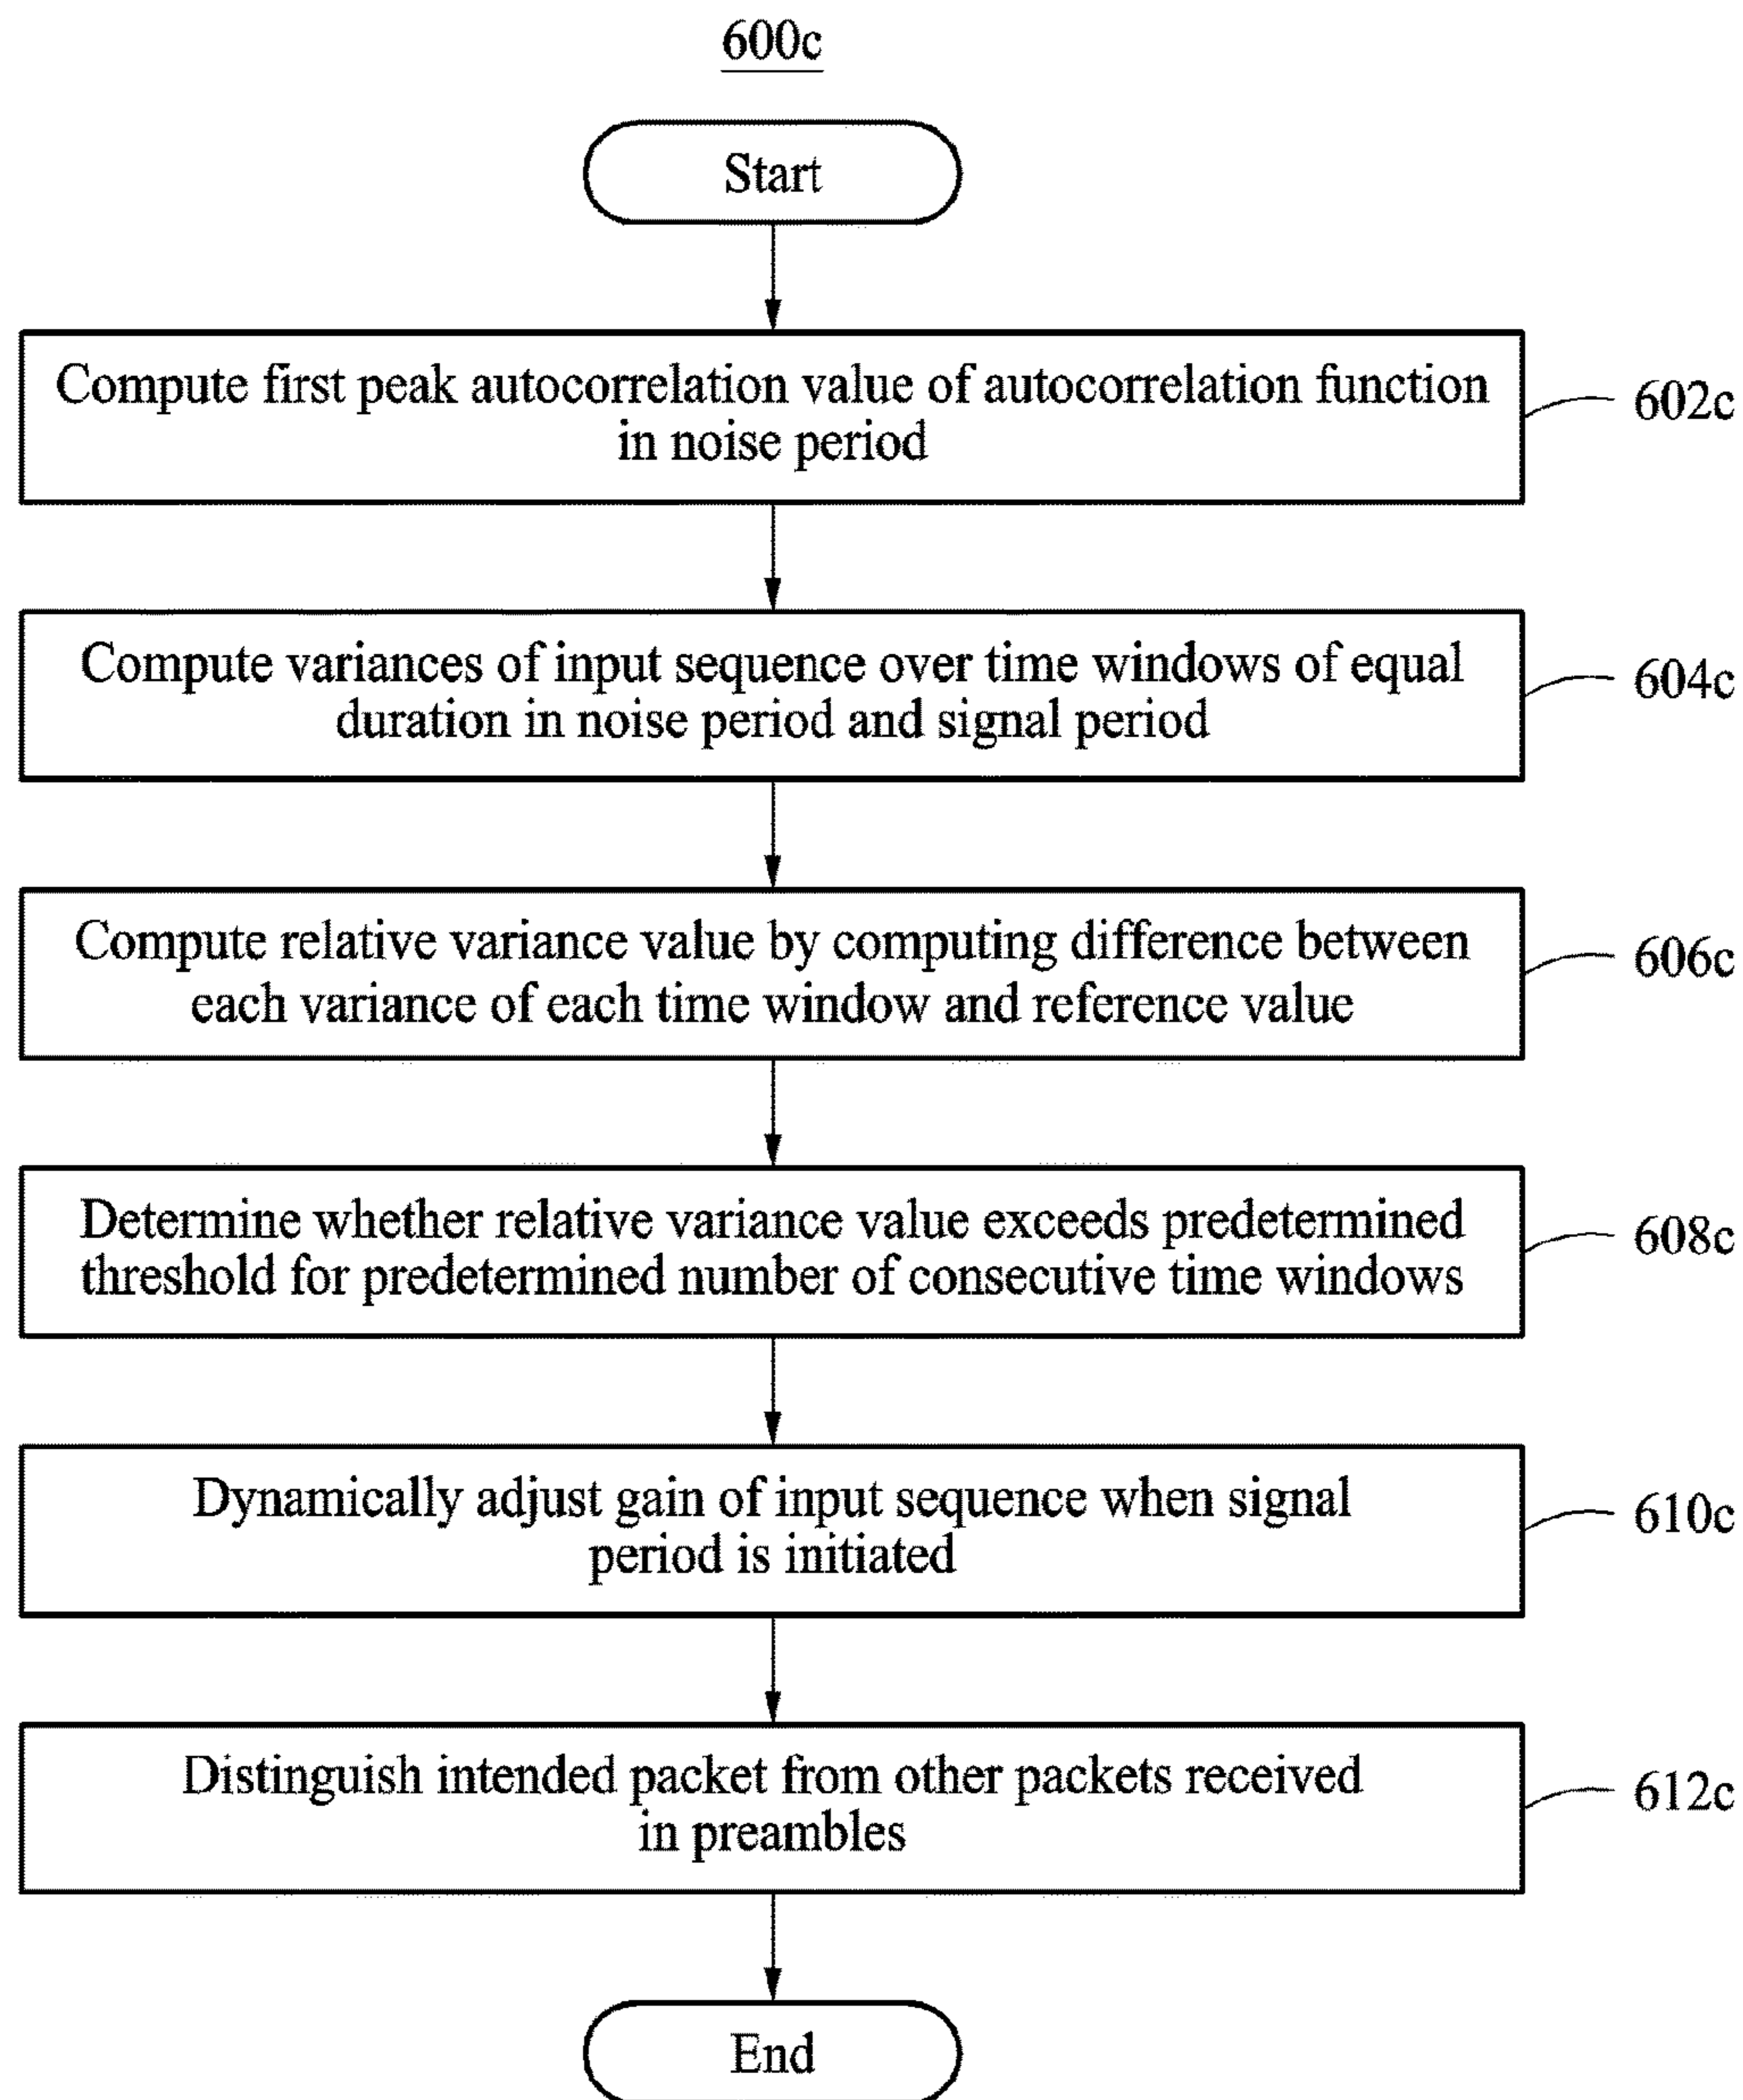 600c
Start
Compute first peak autocorrelation value of autocorrelation function
in noise period
602c
Compute variances of input sequence over time windows of equal
duration in noise period and signal period
604c
Compute relative variance value by computing difference between
each variance of each time window and reference value
606c
Determine whether relative variance value exceeds predetermined
threshold for predetermined number of consecutive time windows
608c
Dynamically adjust gain of input sequence when signal
period is initiated
610c
Distinguish intended packet from other packets received
in preambles
612c
End